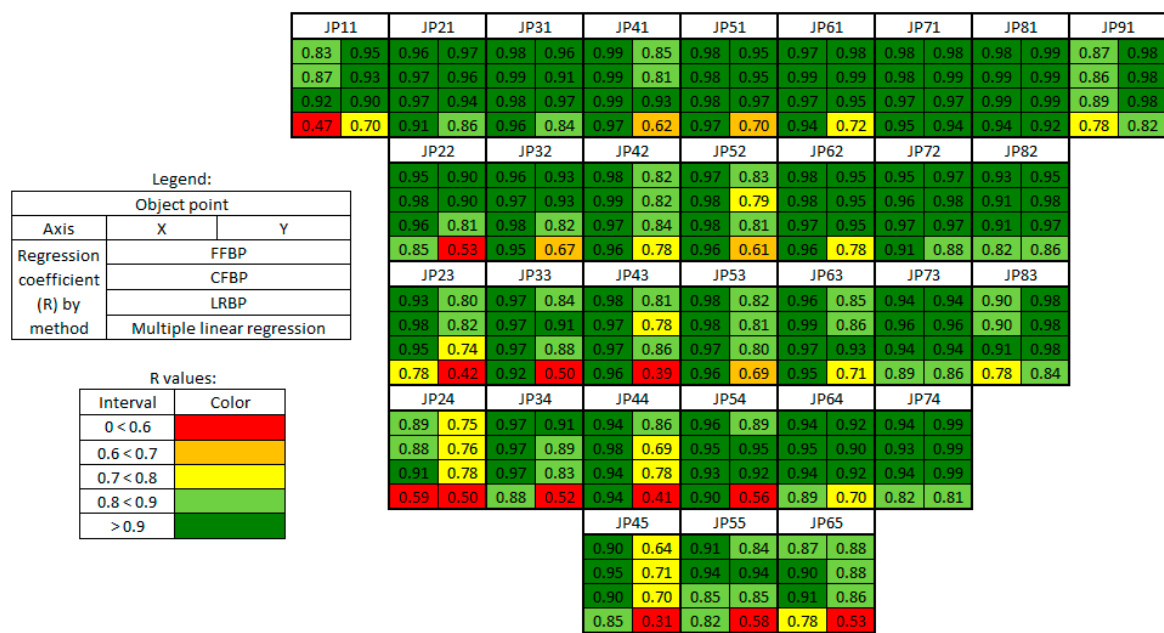 JP11 JP21 JP31 JP41 JP51 JP61 JP71 JP81 JP91
0.83 0.95 0.96 0.97 0.98 0.96 0.99 0.85 0.98 0.95 0.97 0.98 0.98 0.98 0.98 0.99 0.87 0.98
0.87 0.93 0.97 0.96 0.99 0.91 0.99 0.81 0.98 0.95 0.99 0.99 0.98 0.99 0.99 0.99 0.86 0.98
0.92 0.90 0.97 0.94 0.98 0.97 0.99 0.93 0.98 0.97 0.97 0.95 0.97 0.97 0.99 0.99 0.89 0.98
0.47 0.70 0.91 0.86 0.96 0.84 0.97 0.62 0.97 0.70 0.94 0.72 0.95 0.94 0.94 0.92 0.78 0.82
JP22 JP32 JP42 JP52 JP62 JP72 JP82
0.95 0.90 0.96 0.93 0.98 0.82 0.97 0.83 0.98 0.95 0.95 0.97 0.93 0.95
0.98 0.90 0.97 0.93 0.99 0.82 0.98 0.79 0.98 0.95 0.96 0.98 0.91 0.98
0.96 0.81 0.98 0.82 0.97 0.84 0.98 0.81 0.97 0.95 0.97 0.97 0.91 0.97
0.85 0.53 0.95 0.67 0.96 0.78 0.96 0.61 0.96 0.78 0.91 0.88 0.82 0.86
JP23 JP33 JP43 JP53 JP63 JP73 JP83
0.93 0.80 0.97 0.84 0.98 0.81 0.98 0.82 0.96 0.85 0.94 0.94 0.90 0.98
0.98 0.82 0.97 0.91 0.97 0.78 0.98 0.81 0.99 0.86 0.96 0.96 0.90 0.98
0.95 0.74 0.97 0.88 0.97 0.86 0.97 0.80 0.97 0.93 0.94 0.94 0.91 0.98
0.78 0.42 0.92 0.50 0.96 0.39 0.96 0.69 0.95 0.71 0.89 0.86 0.78 0.84
JP24 JP34 JP44 JP54 JP64 JP74
0.89 0.75 0.97 0.91 0.94 0.86 0.96 0.89 0.94 0.94 0.94 0.99
0.88 0.76 0.97 0.89 0.98 0.69 0.95 0.95 0.95 0.90 0.93 0.99
0.91 0.78 0.97 0.83 0.94 0.78 0.93 0.92 0.94 0.92 0.94 0.99
0.59 0.50 0.88 0.52 0.94 0.41 0.90 0.56 0.89 0.70 0.82 0.81
JP45 JP55 JP65
0.90 0.64 0.91 0.84 0.87 0.88
0.95 0.71 0.94 0.94 0.90 0.88
0.90 0.70 0.85 0.85 0.91 0.86
0.85 0.31 0.82 0.58 0.78 0.53
Legend:
Object point
Axis X Y
Regression
coefficient
(R) by
method
FFBP
CFBP
LRBP
Multiple linear regression
R values:
Interval Color
0 < 0.6
0.6 < 0.7
0.7 < 0.8
0.8 < 0.9
> 0.9